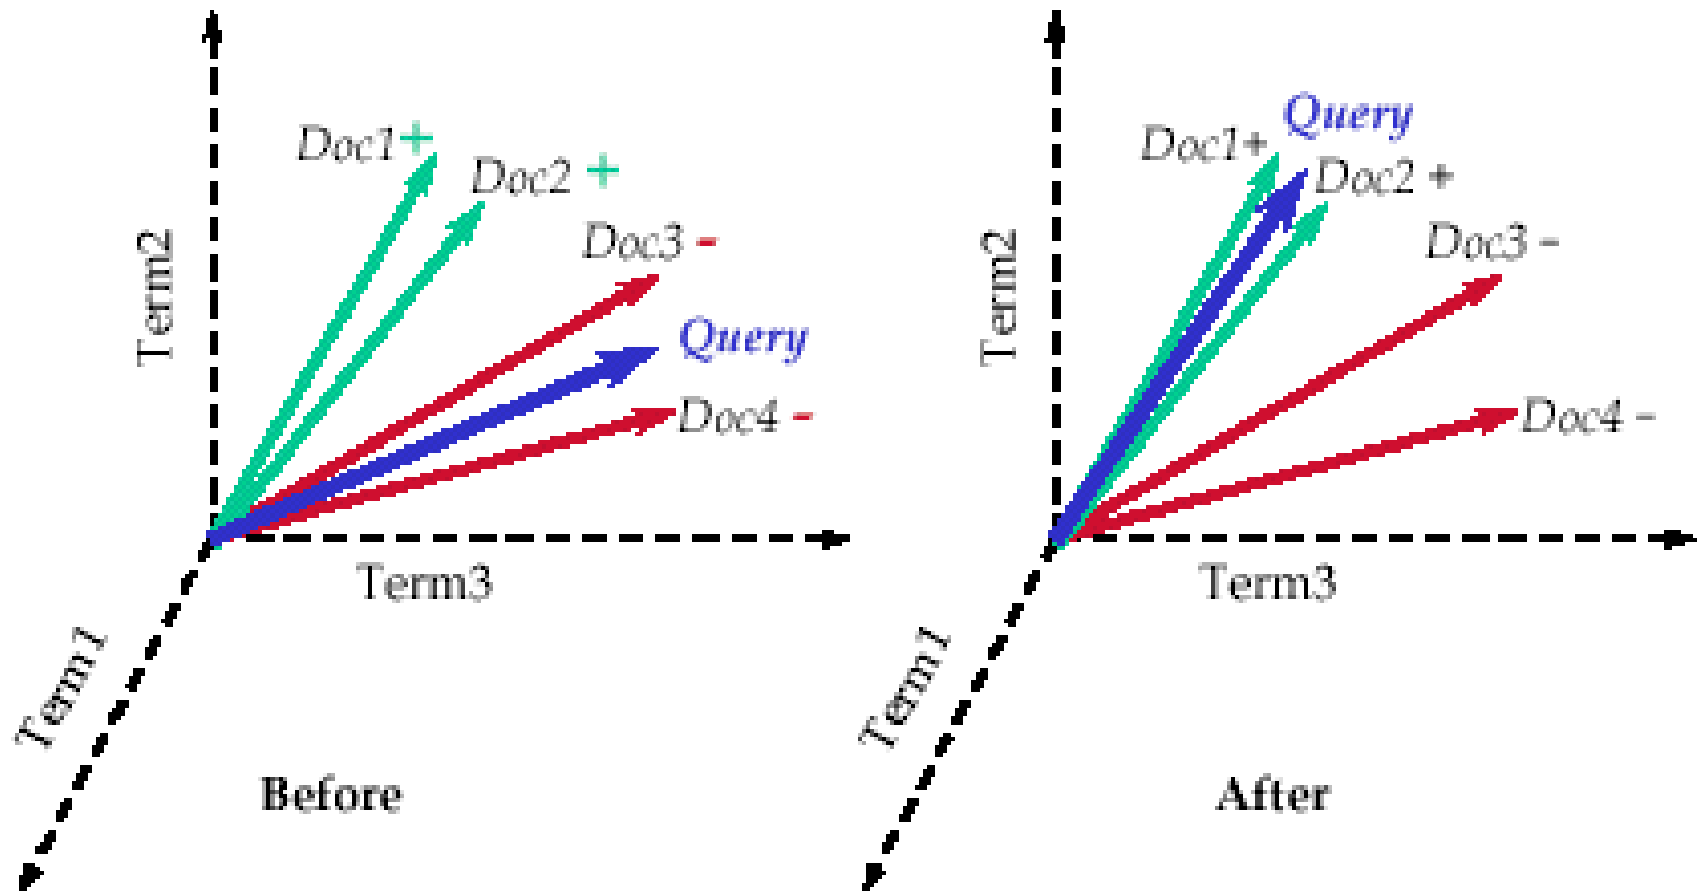 Doc1+
Doc2 +
Doc3 -
Query
Doc4 -
Term2
Term3
Term1
Before
Query
Doc1+
Doc2 +
Doc3 -
Doc4 -
Term2
Term3
Term1
After